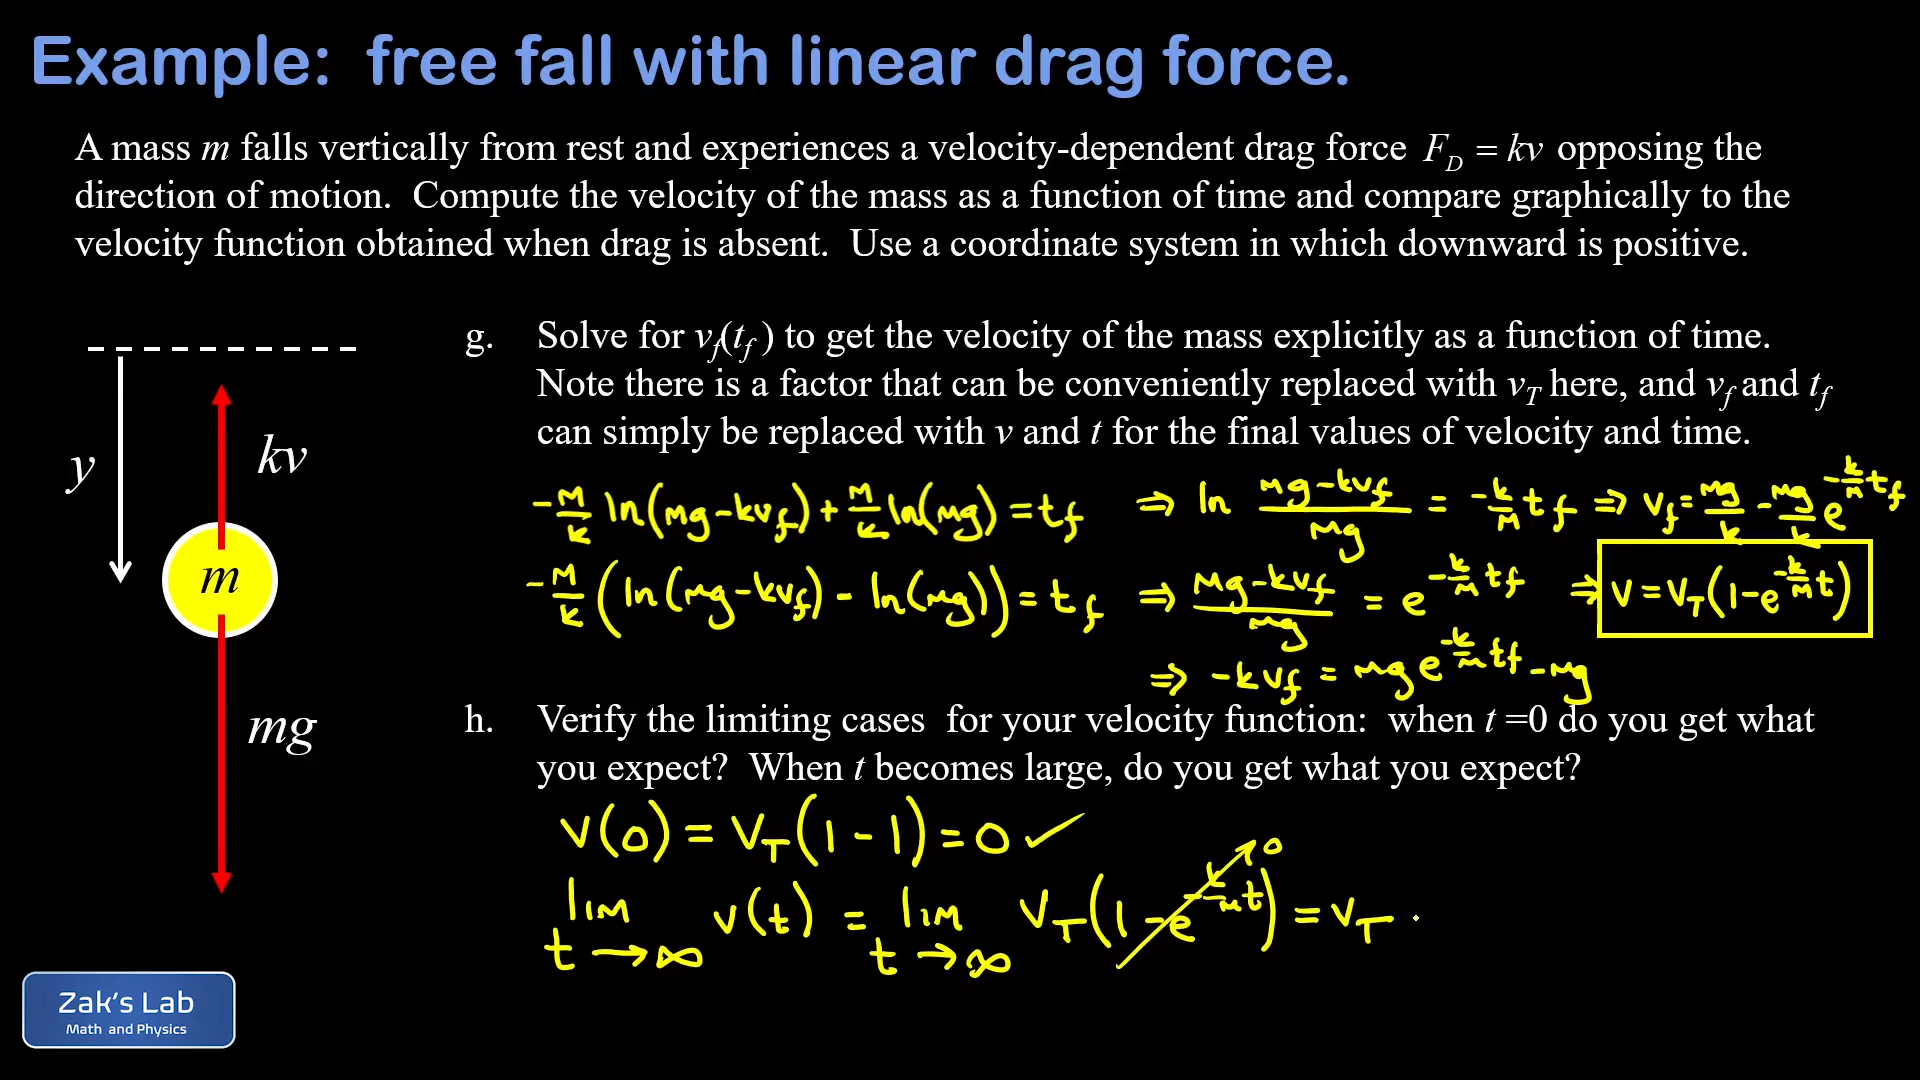 Example: free fall with linear drag force.
A mass m falls vertically from rest and experiences a velocity-dependent drag force F_D = kv opposing the
direction of motion. Compute the velocity of the mass as a function of time and compare graphically to the
velocity function obtained when drag is absent. Use a coordinate system in which downward is positive.
y
kv
m
mg
g. Solve for v_f(t_f) to get the velocity of the mass explicitly as a function of time.
Note there is a factor that can be conveniently replaced with v_T here, and v_f and t_f
can simply be replaced with v and t for the final values of velocity and time.
-m/k ln(mg-kv_f) + m/k ln(mg) = t_f
-m/k (ln(mg-kv_f) - ln(mg)) = t_f
⇒ ln (mg-kv_f)/mg = -k/m t_f
⇒ (mg-kv_f)/mg = e^(-k/m t_f)
⇒ -kv_f = mg e^(-k/m t_f) - mg
⇒ v_f = mg/k - mg/k e^(-k/m t_f)
⇒ v = v_T(1-e^(-k/m t))
h. Verify the limiting cases for your velocity function: when t =0 do you get what
you expect? When t becomes large, do you get what you expect?
v(0) = v_T(1-1) = 0 ✓
lim t→∞ v(t) = lim t→∞ v_T(1-e^(-k/m t)) = v_T
0
Zak's Lab
Math and Physics